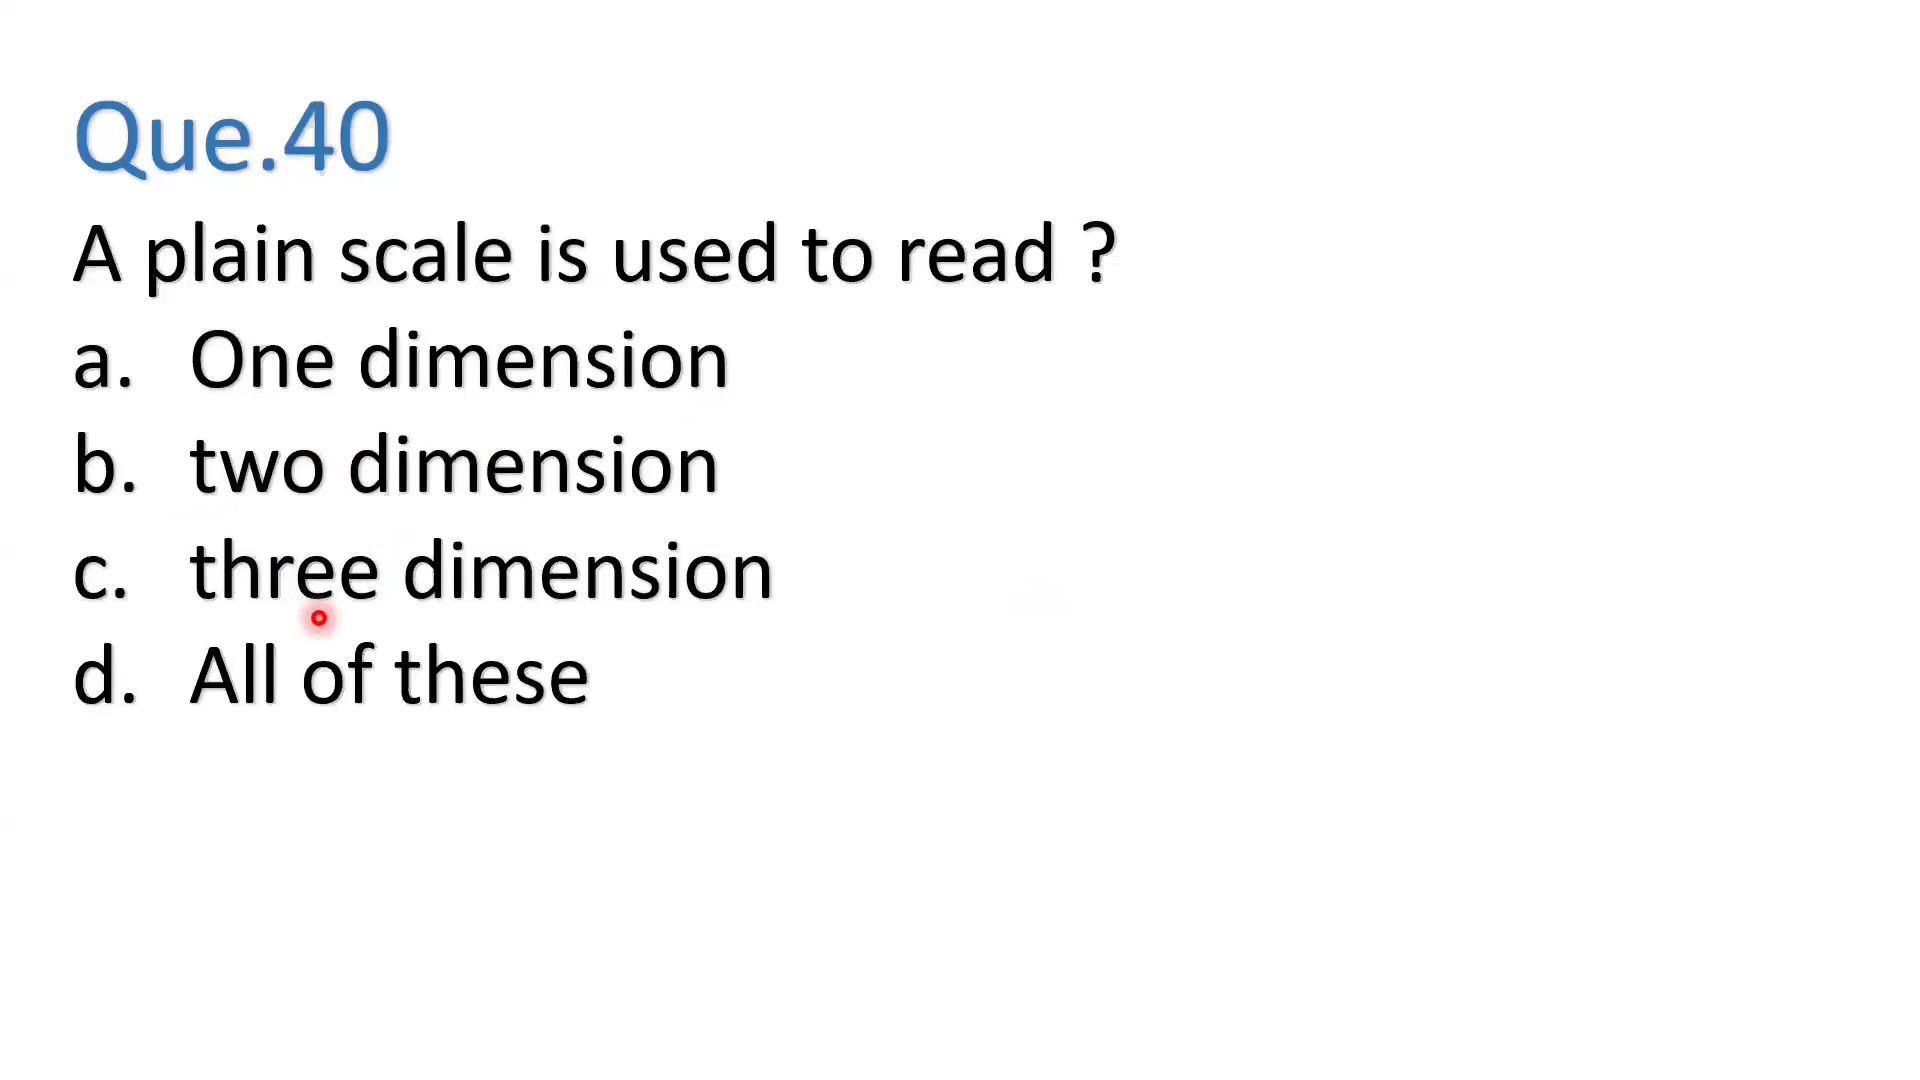 Que.40
A plain scale is used to read ?
a. One dimension
b. two dimension
c. three dimension
d. All of these